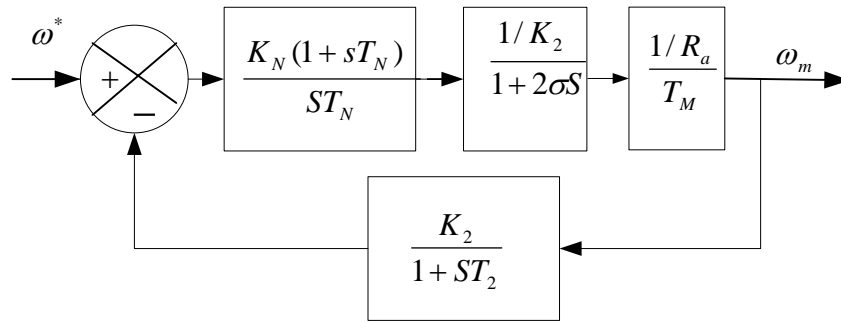 ω*
+
−
K_N (1 + sT_N) / ST_N
1/ K_2 / 1 + 2σS
1/ R_a / T_M
ω_m
K_2 / 1 + ST_2